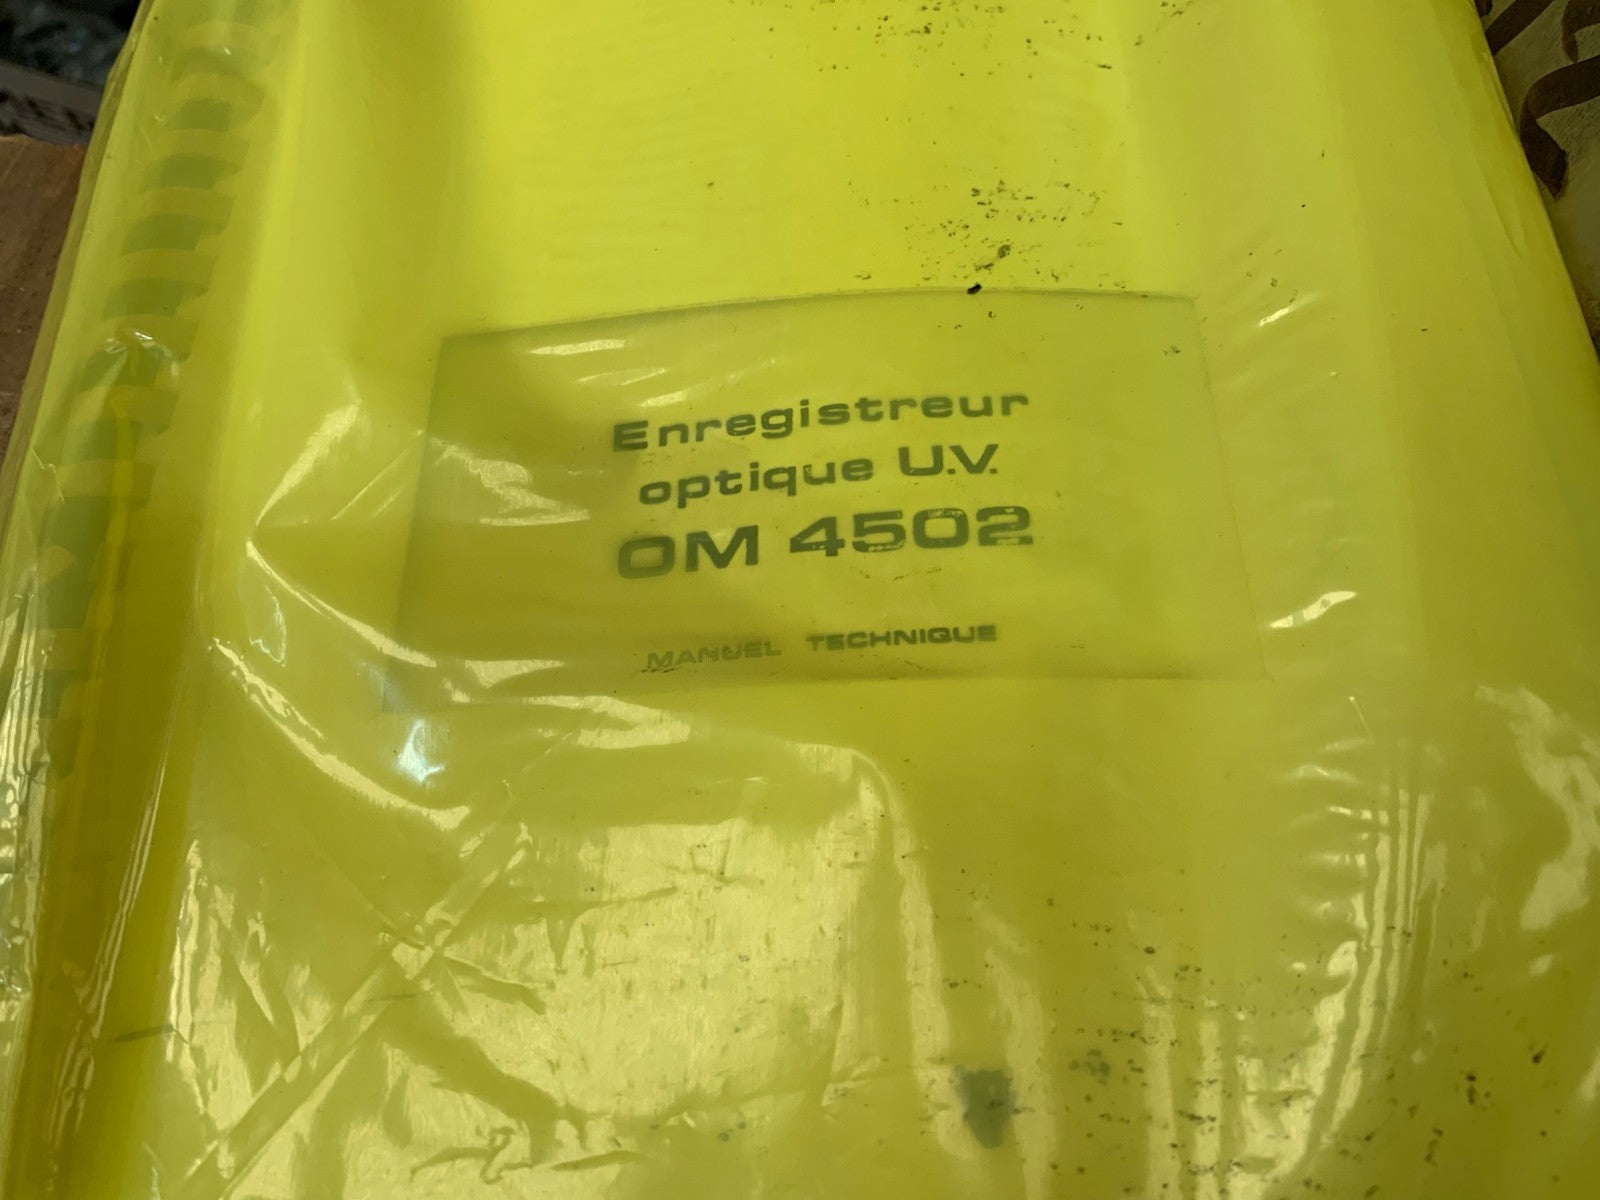 Enregistreur
optique U.V.
OM 4502
MANUEL TECHNIQUE